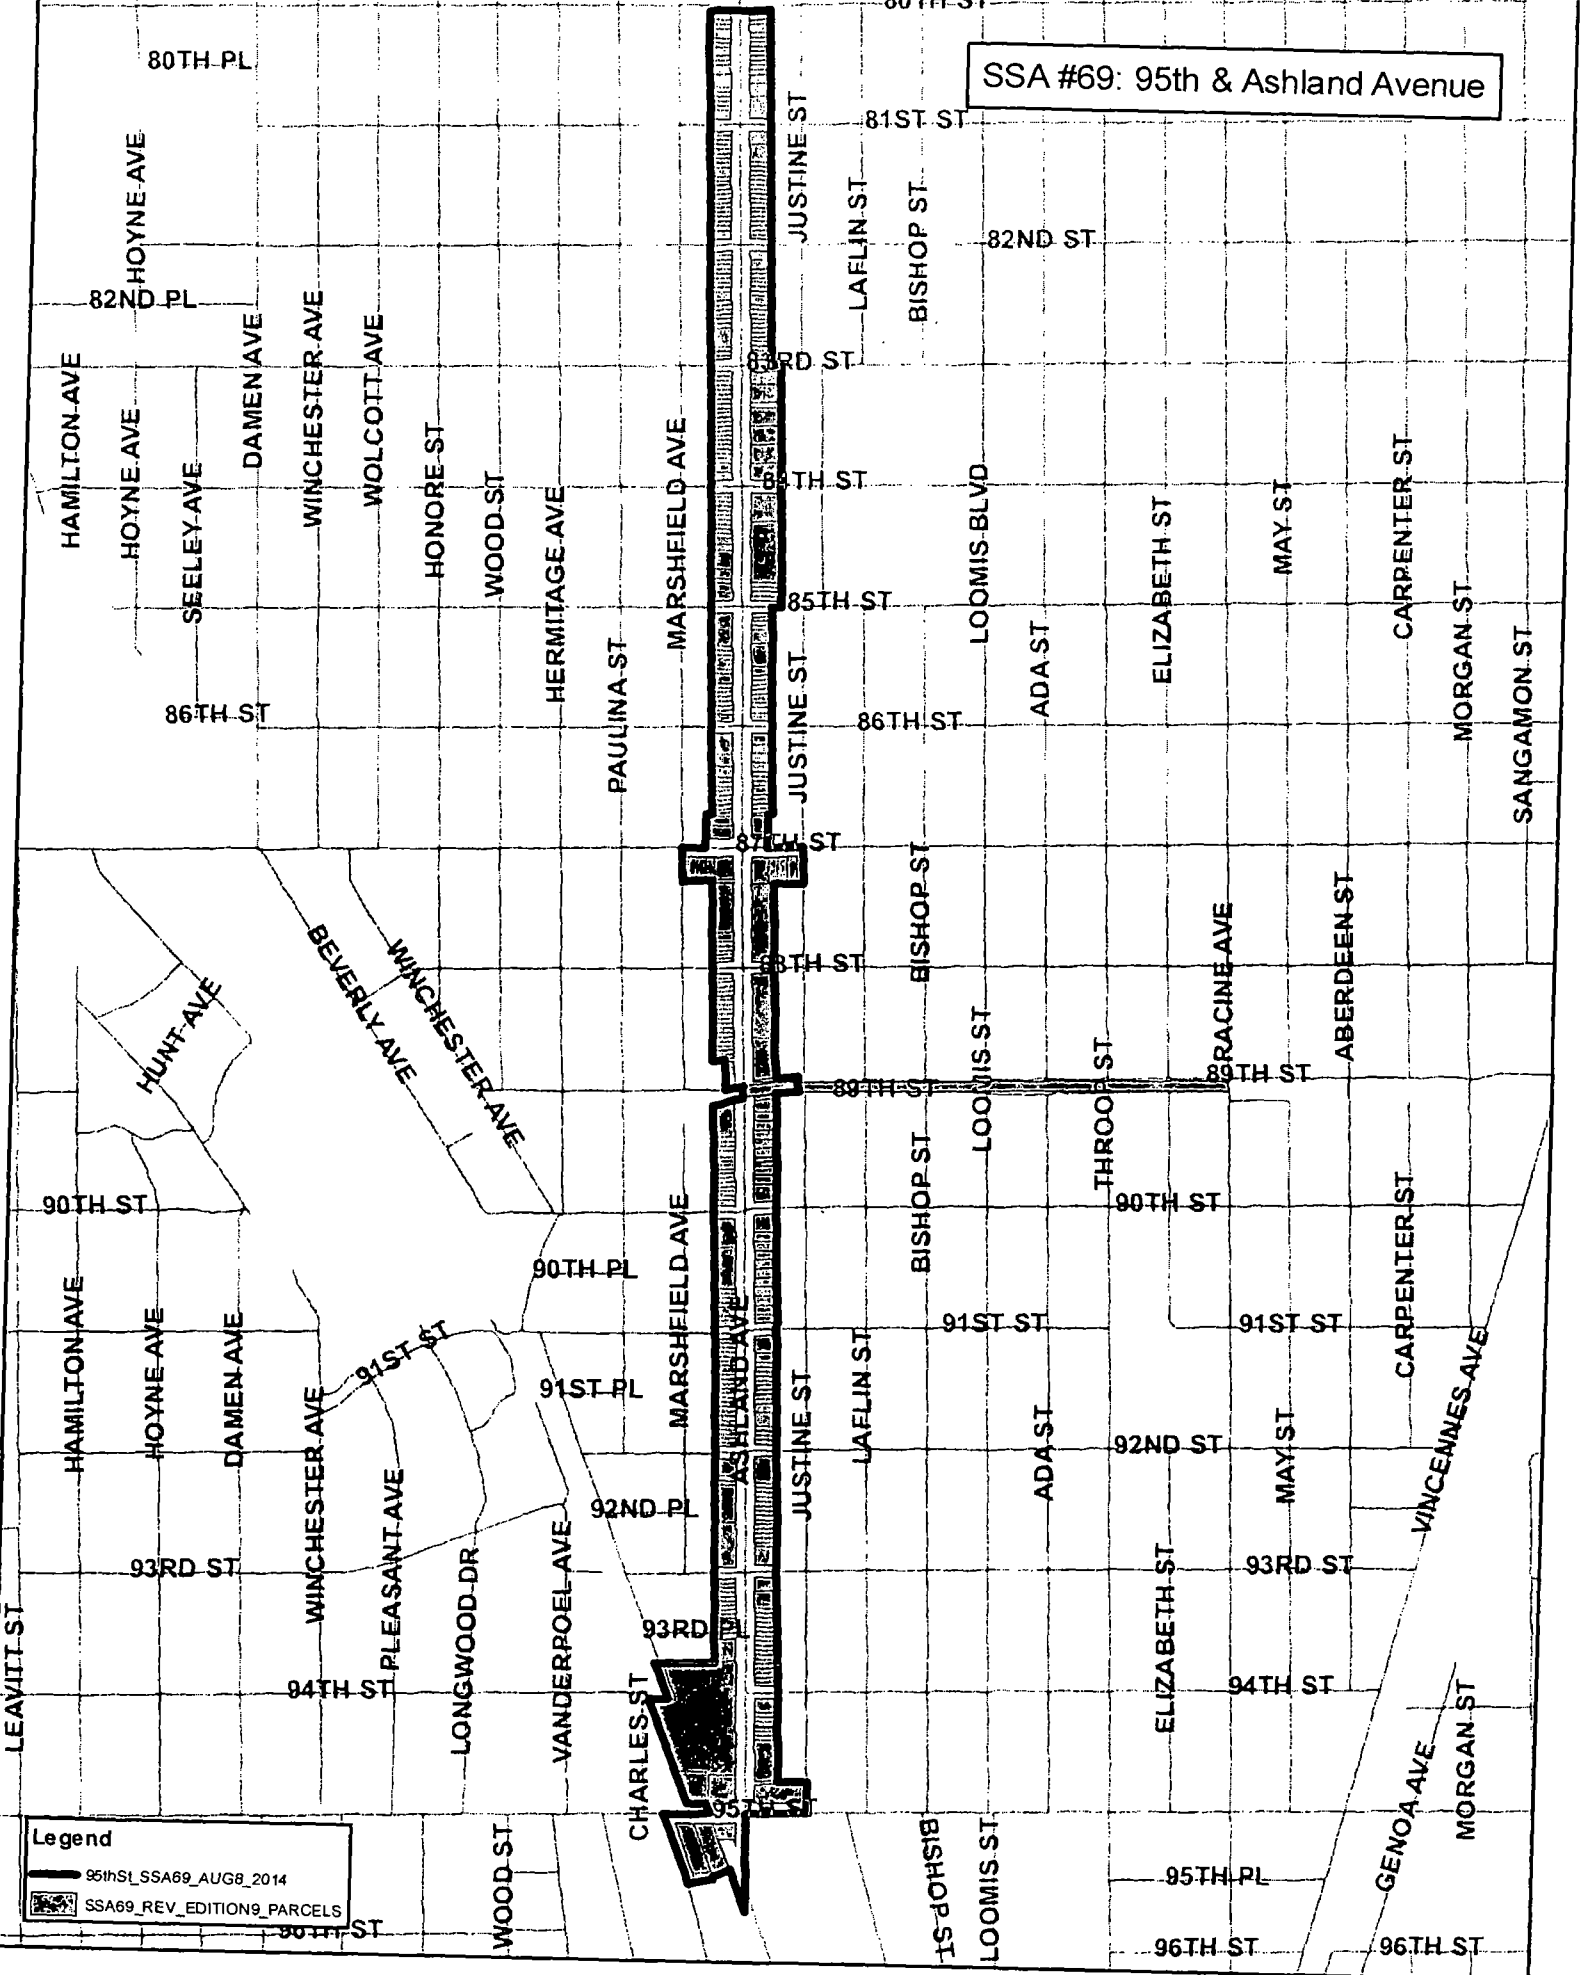 80TH ST
SSA #69: 95th & Ashland Avenue
80TH PL
81ST ST
JUSTINE ST
HOYNE AVE
LAFLIN ST
BISHOP ST
82ND ST
82ND PL
HAMILTON AVE
HOYNE AVE
SEELEY AVE
DAMEN AVE
WINCHESTER AVE
WOLCOTT AVE
HONORE ST
WOOD ST
HERMITAGE AVE
PAULINA ST
MARSHFIELD AVE
83RD ST
84TH ST
85TH ST
LOOMIS BLVD
ADA ST
ELIZABETH ST
MAY ST
CARPENTER ST
MORGAN ST
SANGAMON ST
86TH ST
JUSTINE ST
86TH ST
87TH ST
BISHOP ST
88TH ST
BEVERLY AVE
WINCHESTER AVE
HUNT AVE
LOOMIS ST
THROOP ST
RACINE AVE
ABERDEEN ST
89TH ST
89TH ST
BISHOP ST
90TH ST
90TH ST
CARPENTER ST
90TH PL
MARSHFIELD AVE
ASHLAND AVE
HAMILTON AVE
HOYNE AVE
DAMEN AVE
WINCHESTER AVE
91ST ST
91ST ST
91ST ST
91ST PL
JUSTINE ST
LAFLIN ST
ADA ST
92ND ST
MAY ST
VINCENNES AVE
PLEASANT AVE
92ND PL
93RD ST
LONGWOOD DR
VANDERPOEL AVE
93RD ST
ELIZABETH ST
93RD PL
LEAVITT ST
94TH ST
CHARLES ST
94TH ST
MORGAN ST
GENOA AVE
95TH ST
Legend
95thSt_SSA69_AUG8_2014
SSA69_REV_EDITION9_PARCELS
WOOD ST
BISHOP ST
LOOMIS ST
95TH PL
96TH ST
96TH ST
96TH ST